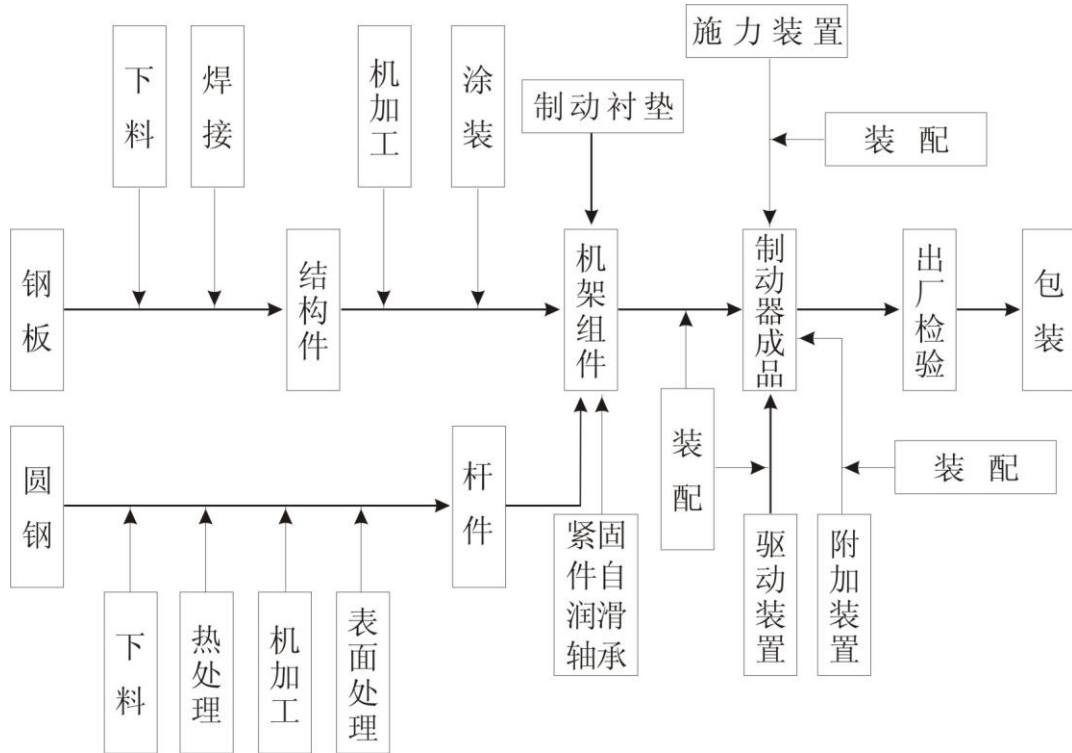 施力装置
下料
焊接
机加工
涂装
制动衬垫
装配
钢板
结构件
机架组件
制动器成品
出厂检验
包装
圆钢
杆件
装配
装配
下料
热处理
机加工
表面处理
紧固
件自
润滑
轴承
驱动装置
附加装置